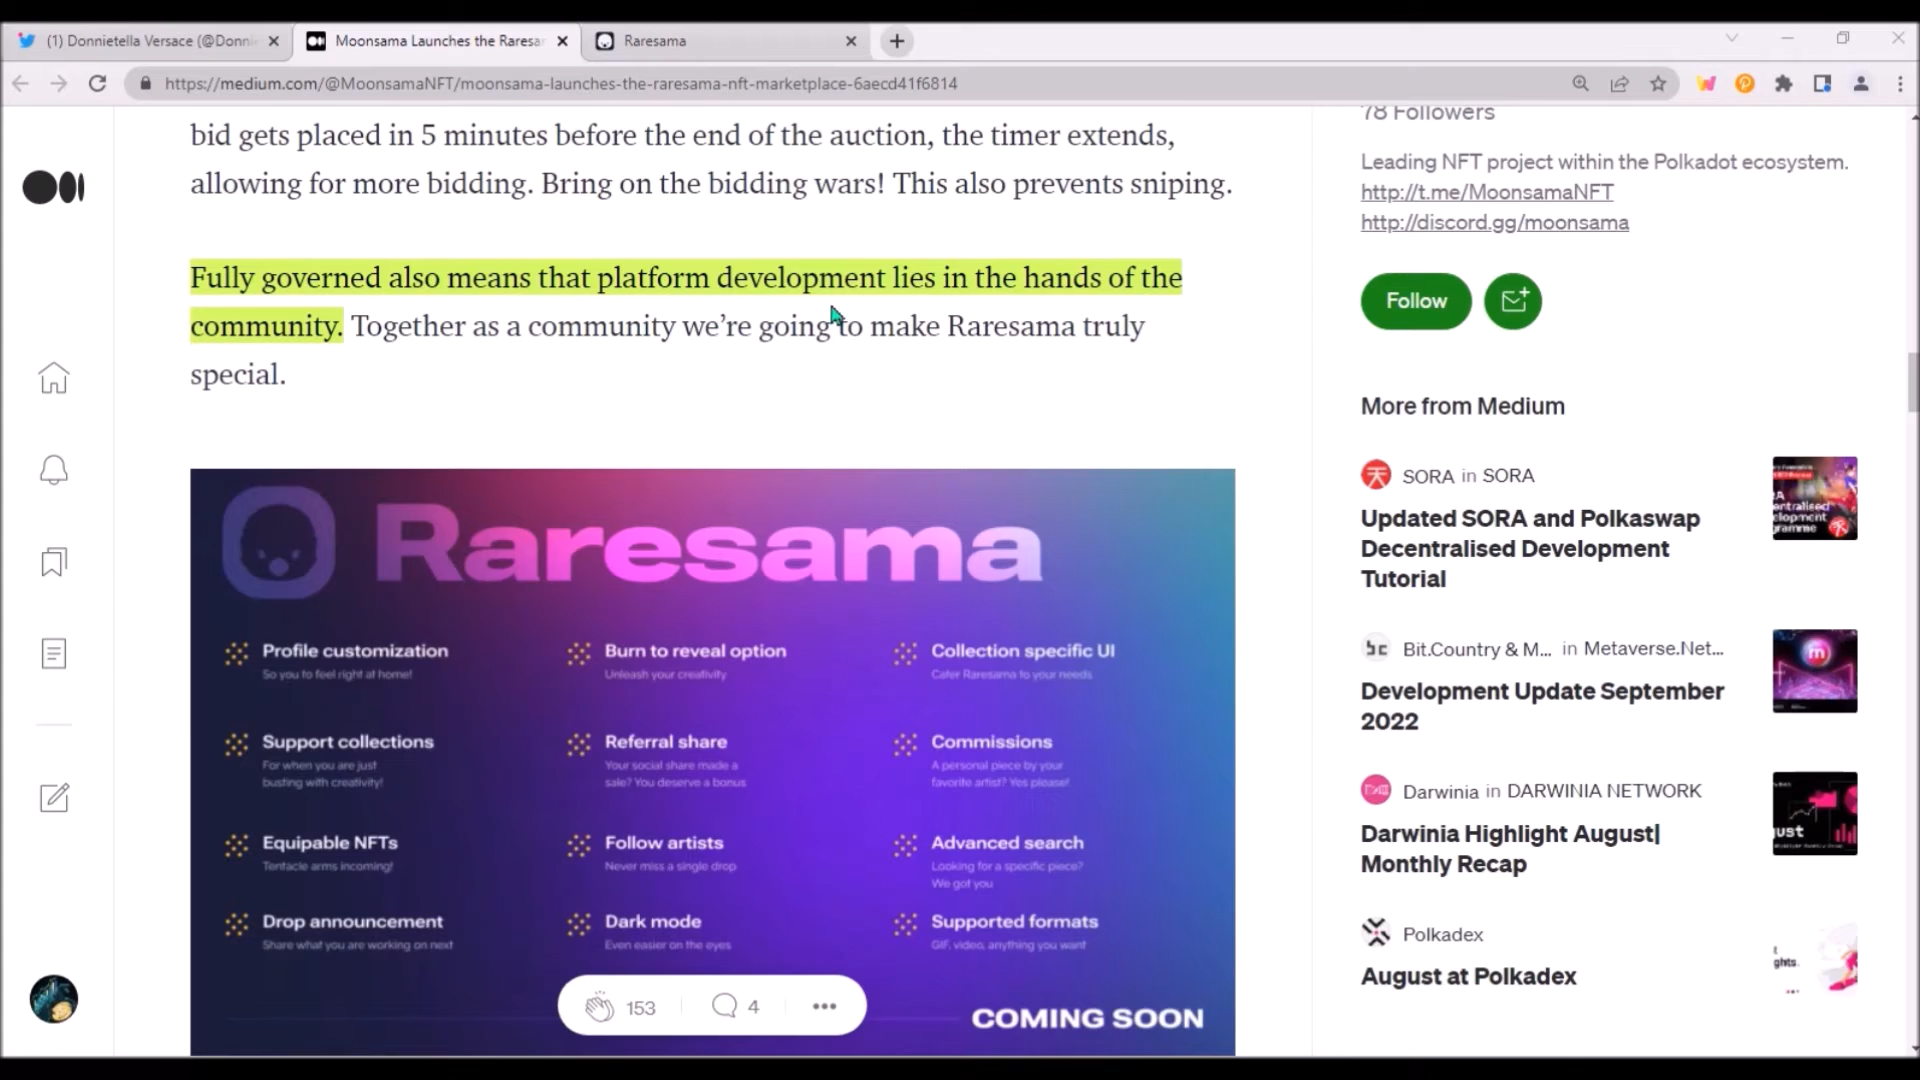 (1) Donnietella Versace (@Donni
Moonsama Launches the Raresar
Raresama
https://medium.com/@MoonsamaNFT/moonsama-launches-the-raresama-nft-marketplace-6aecd41f6814
bid gets placed in 5 minutes before the end of the auction, the timer extends,
allowing for more bidding. Bring on the bidding wars! This also prevents sniping.
Fully governed also means that platform development lies in the hands of the
community. Together as a community we’re going to make Raresama truly
special.
Raresama
Profile customization
So you to feel right at home!
Burn to reveal option
Unleash your creativity
Collection specific UI
Cater Raresama to your needs
Support collections
For when you are just
busting with creativity!
Referral share
Your social share made a
sale? You deserve a bonus
Commissions
A personal piece by your
favorite artist? Yes please!
Equipable NFTs
Tentacle arms incoming!
Follow artists
Never miss a single drop
Advanced search
Looking for a specific piece?
We got you
Drop announcement
Share what you are working on next
Dark mode
Even easier on the eyes
Supported formats
GIF, video, anything you want
153
4
COMING SOON
78 Followers
Leading NFT project within the Polkadot ecosystem.
http://t.me/MoonsamaNFT
http://discord.gg/moonsama
Follow
More from Medium
SORA in SORA
Updated SORA and Polkaswap
Decentralised Development
Tutorial
Bit.Country & M... in Metaverse.Net...
Development Update September
2022
Darwinia in DARWINIA NETWORK
Darwinia Highlight August|
Monthly Recap
Polkadex
August at Polkadex